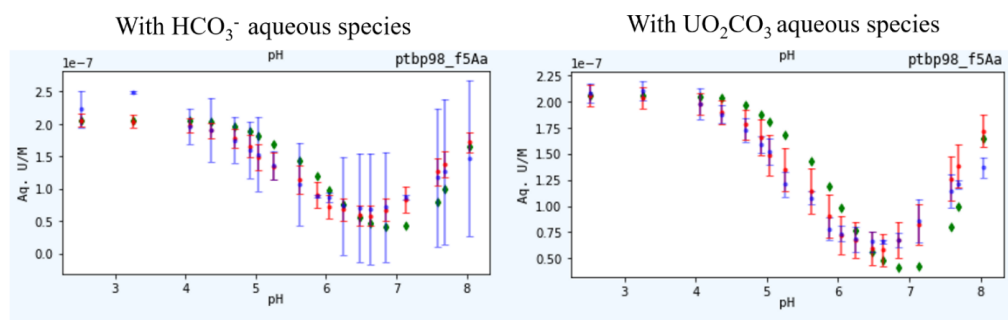 With HCO₃⁻ aqueous species
pH
ptbp98_f5Aa
1e-7
Aq. U/M
2.5
2.0
1.5
1.0
0.5
0.0
3 4 5 6 7 8
pH
With UO₂CO₃ aqueous species
pH
ptbp98_f5Aa
1e-7
Aq. U/M
2.25
2.00
1.75
1.50
1.25
1.00
0.75
0.50
3 4 5 6 7 8
pH